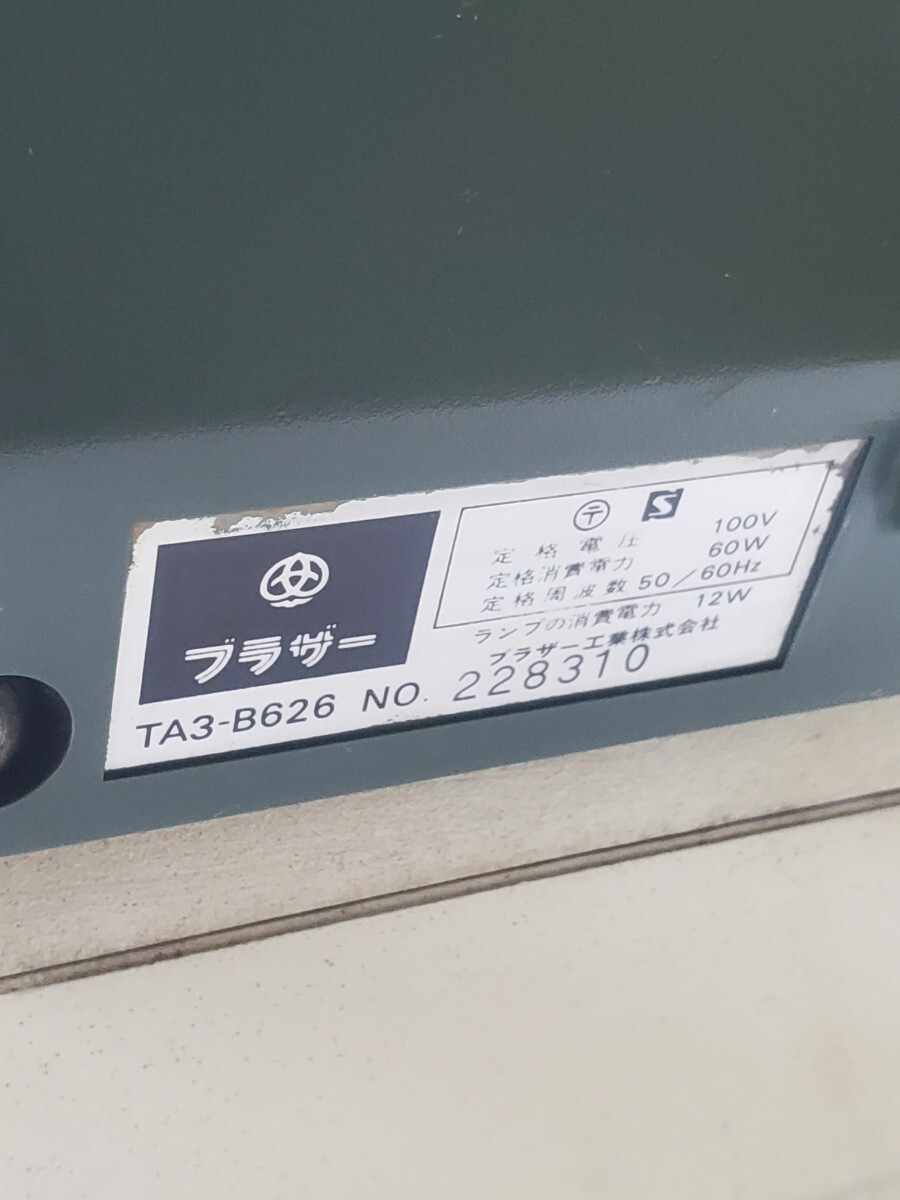 ブラザー
TA3-B626 NO. 228310
〒 S
定格電圧 100V
定格消費電力 60W
定格周波数 50/60Hz
ランプの消費電力 12W
ブラザー工業株式会社